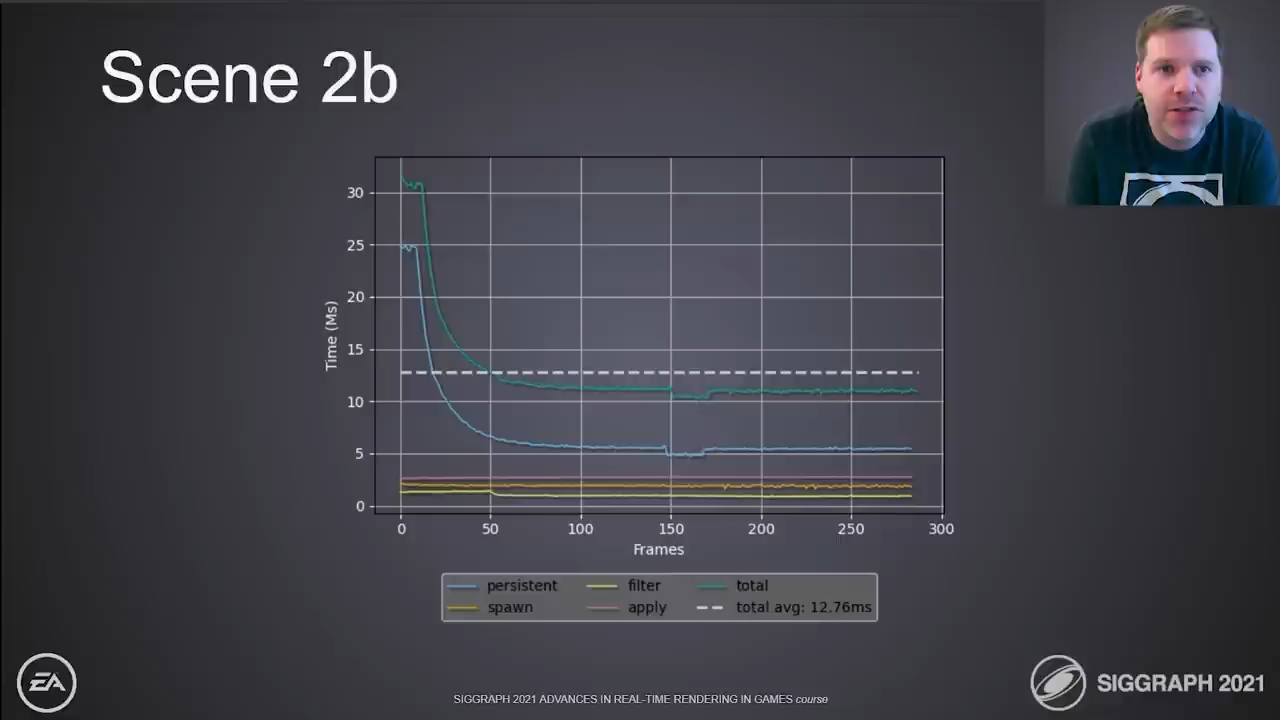 Scene 2b
30
25
20
15
10
5
0
Time (Ms)
0 50 100 150 200 250 300
Frames
persistent filter total
spawn apply total avg: 12.76ms
EA
SIGGRAPH 2021 ADVANCES IN REAL-TIME RENDERING IN GAMES course
SIGGRAPH 2021